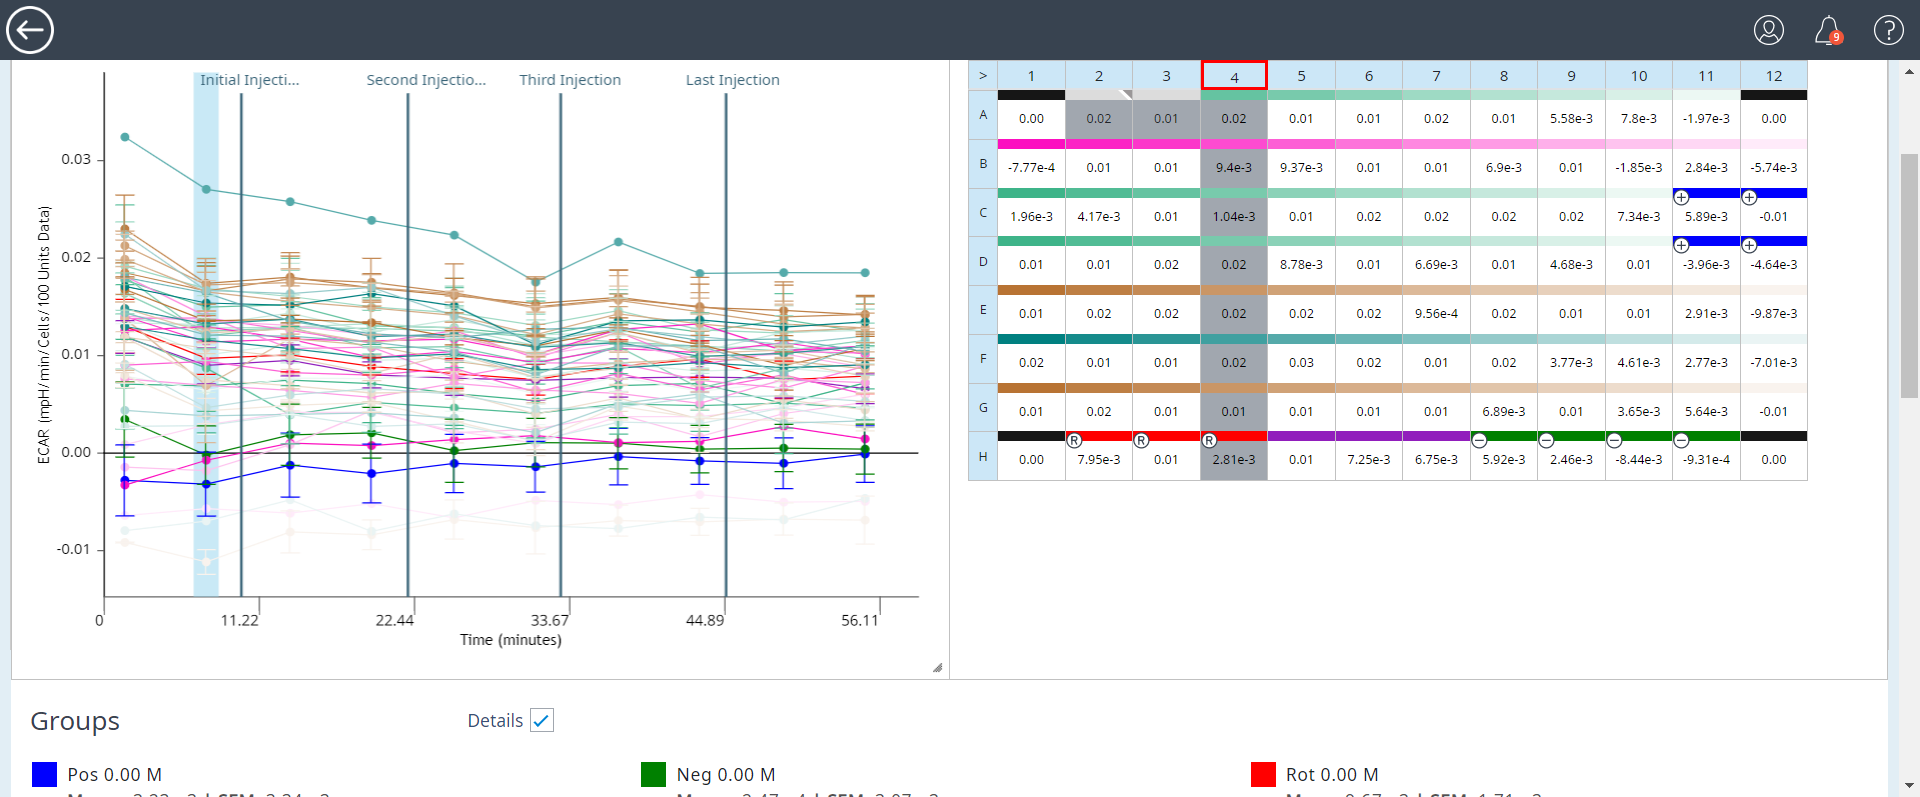 9
Initial Injecti...
Second Injectio...
Third Injection
Last Injection
ECAR (mpH/min/Cells/100 Units Data)
0.03
0.02
0.01
0.00
-0.01
0
11.22
22.44
33.67
44.89
56.11
Time (minutes)
> 1 2 3 4 5 6 7 8 9 10 11 12
A 0.00 0.02 0.01 0.02 0.01 0.01 0.02 0.01 5.58e-3 7.8e-3 -1.97e-3 0.00
B -7.77e-4 0.01 0.01 9.4e-3 9.37e-3 0.01 0.01 6.9e-3 0.01 -1.85e-3 2.84e-3 -5.74e-3
C 1.96e-3 4.17e-3 0.01 1.04e-3 0.01 0.02 0.02 0.02 0.02 7.34e-3 5.89e-3 -0.01
D 0.01 0.01 0.02 0.02 8.78e-3 0.01 6.69e-3 0.01 4.68e-3 0.01 -3.96e-3 -4.64e-3
E 0.01 0.02 0.02 0.02 0.02 0.02 9.56e-4 0.02 0.01 0.01 2.91e-3 -9.87e-3
F 0.02 0.01 0.01 0.02 0.03 0.02 0.01 0.02 3.77e-3 4.61e-3 2.77e-3 -7.01e-3
G 0.01 0.02 0.01 0.01 0.01 0.01 0.01 6.89e-3 0.01 3.65e-3 5.64e-3 -0.01
R R R
H 0.00 7.95e-3 0.01 2.81e-3 0.01 7.25e-3 6.75e-3 5.92e-3 2.46e-3 -8.44e-3 -9.31e-4 0.00
Groups
Details
Pos 0.00 M
Neg 0.00 M
Rot 0.00 M